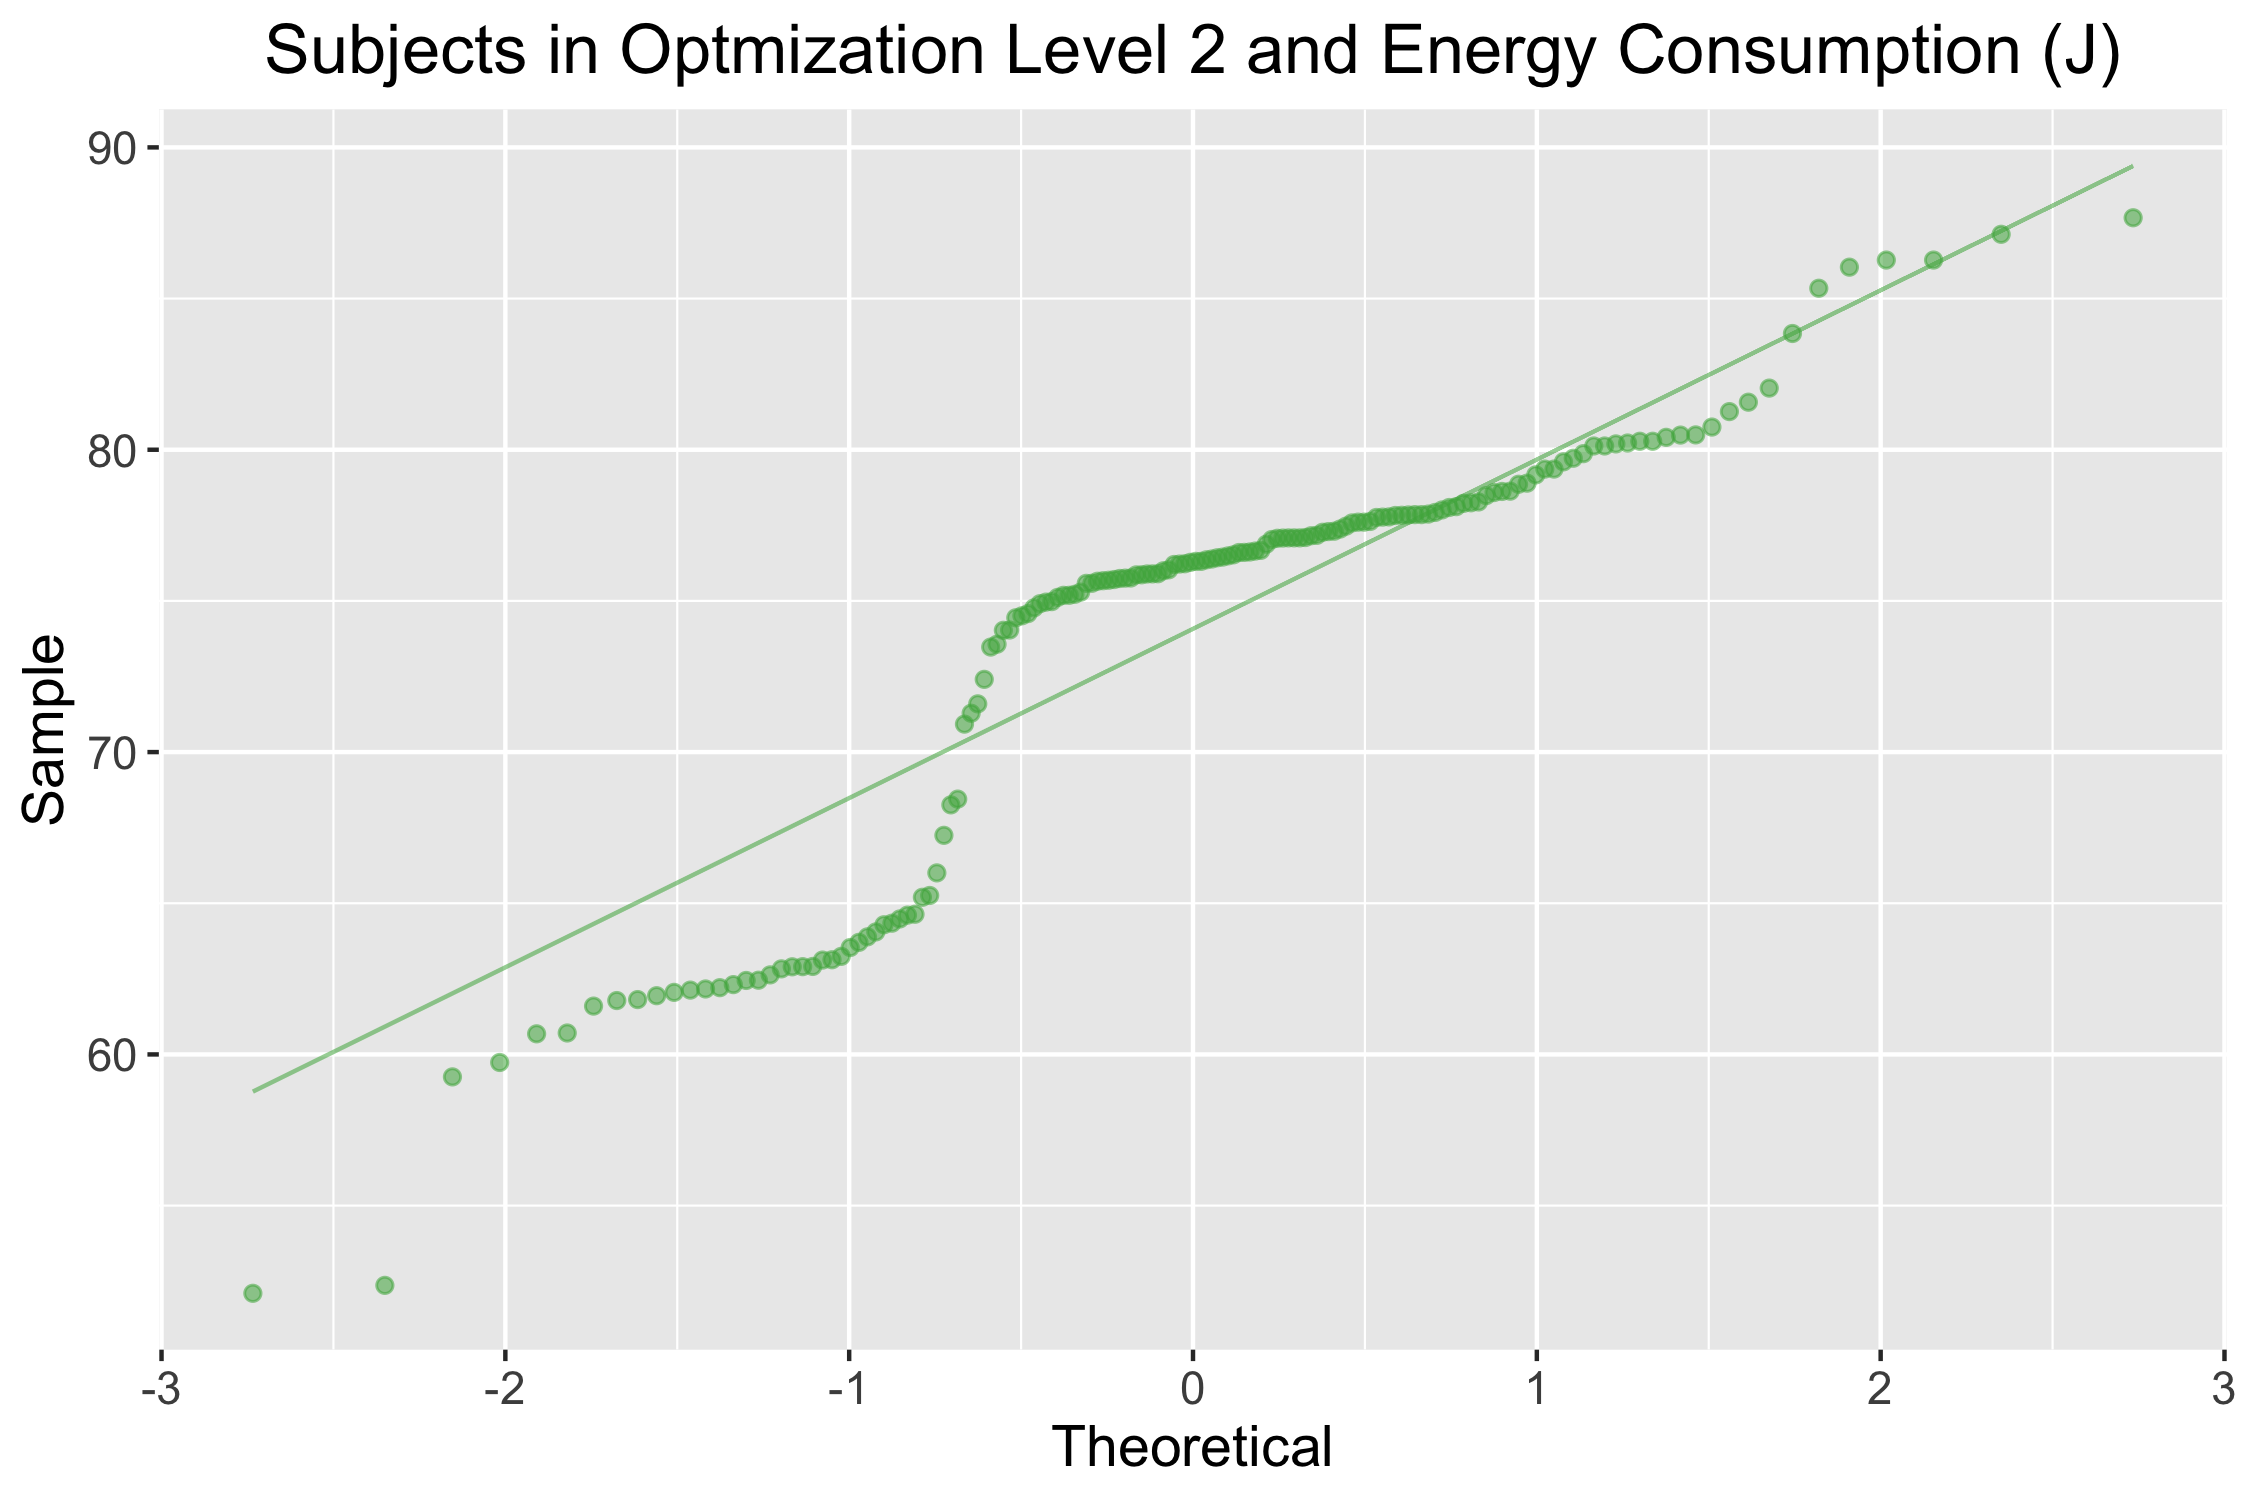 Subjects in Optmization Level 2 and Energy Consumption (J)
90
80
70
60
Sample
-3 -2 -1 0 1 2 3
Theoretical